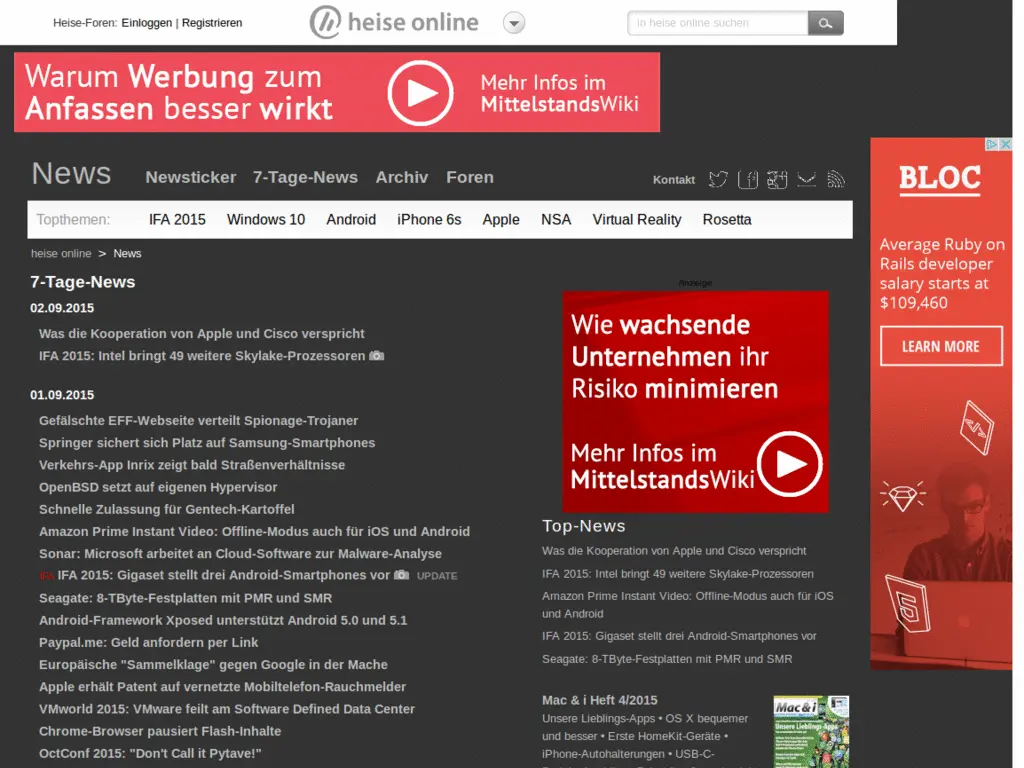 Heise-Foren: Einloggen | Registrieren
heise online
in heise online suchen
Warum Werbung zum
Anfassen besser wirkt
Mehr Infos im
MittelstandsWiki
News
Newsticker 7-Tage-News Archiv Foren
Kontakt
Topthemen: IFA 2015 Windows 10 Android iPhone 6s Apple NSA Virtual Reality Rosetta
heise online > News
7-Tage-News
02.09.2015
Was die Kooperation von Apple und Cisco verspricht
IFA 2015: Intel bringt 49 weitere Skylake-Prozessoren
01.09.2015
Gefälschte EFF-Webseite verteilt Spionage-Trojaner
Springer sichert sich Platz auf Samsung-Smartphones
Verkehrs-App Inrix zeigt bald Straßenverhältnisse
OpenBSD setzt auf eigenen Hypervisor
Schnelle Zulassung für Gentech-Kartoffel
Amazon Prime Instant Video: Offline-Modus auch für iOS und Android
Sonar: Microsoft arbeitet an Cloud-Software zur Malware-Analyse
IFA IFA 2015: Gigaset stellt drei Android-Smartphones vor UPDATE
Seagate: 8-TByte-Festplatten mit PMR und SMR
Android-Framework Xposed unterstützt Android 5.0 und 5.1
Paypal.me: Geld anfordern per Link
Europäische "Sammelklage" gegen Google in der Mache
Apple erhält Patent auf vernetzte Mobiltelefon-Rauchmelder
VMworld 2015: VMware feilt am Software Defined Data Center
Chrome-Browser pausiert Flash-Inhalte
OctConf 2015: "Don't Call it Pytave!"
Anzeige
Wie wachsende
Unternehmen ihr
Risiko minimieren
Mehr Infos im
MittelstandsWiki
Top-News
Was die Kooperation von Apple und Cisco verspricht
IFA 2015: Intel bringt 49 weitere Skylake-Prozessoren
Amazon Prime Instant Video: Offline-Modus auch für iOS
und Android
IFA 2015: Gigaset stellt drei Android-Smartphones vor
Seagate: 8-TByte-Festplatten mit PMR und SMR
Mac & i Heft 4/2015
Unsere Lieblings-Apps • OS X bequemer
und besser • Erste HomeKit-Geräte •
iPhone-Autohalterungen • USB-C-
Mac & i
Unsere Lieblings-Apps
BLOC
Average Ruby on
Rails developer
salary starts at
$109,460
LEARN MORE